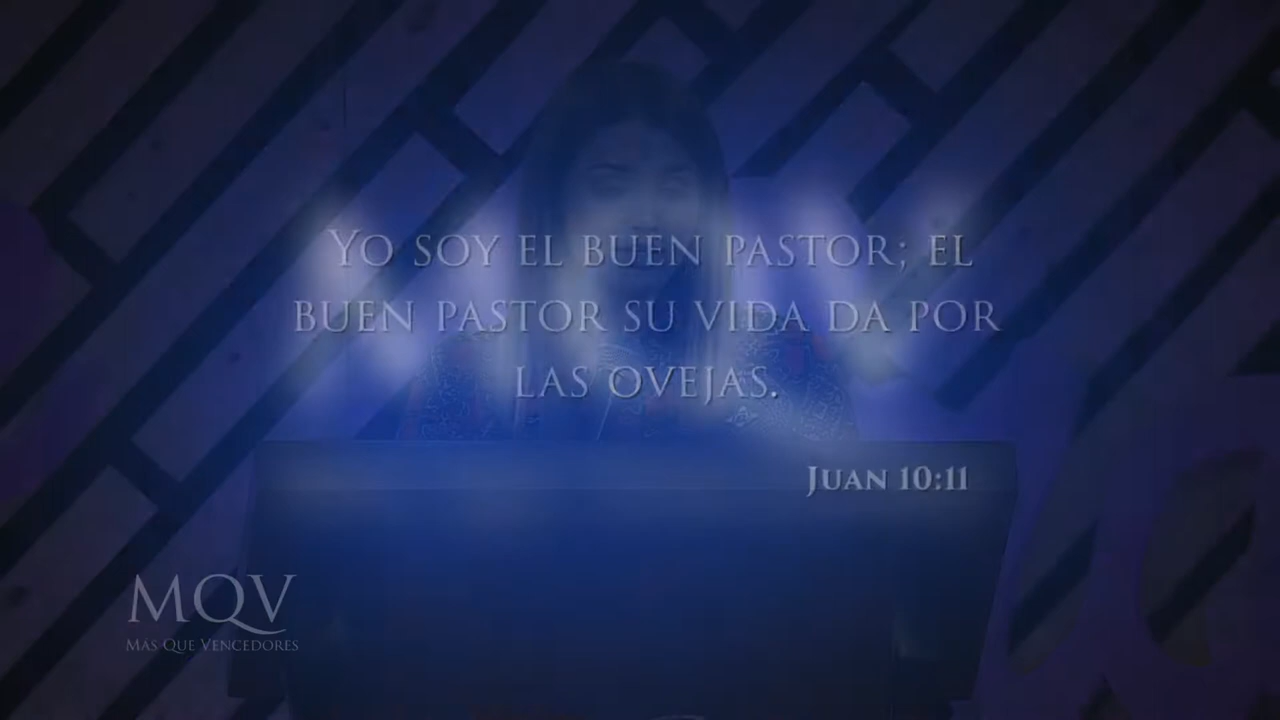 Yo soy el buen pastor; el
buen pastor su vida da por
las ovejas.
Juan 10:11
MQV
Más Que Vencedores